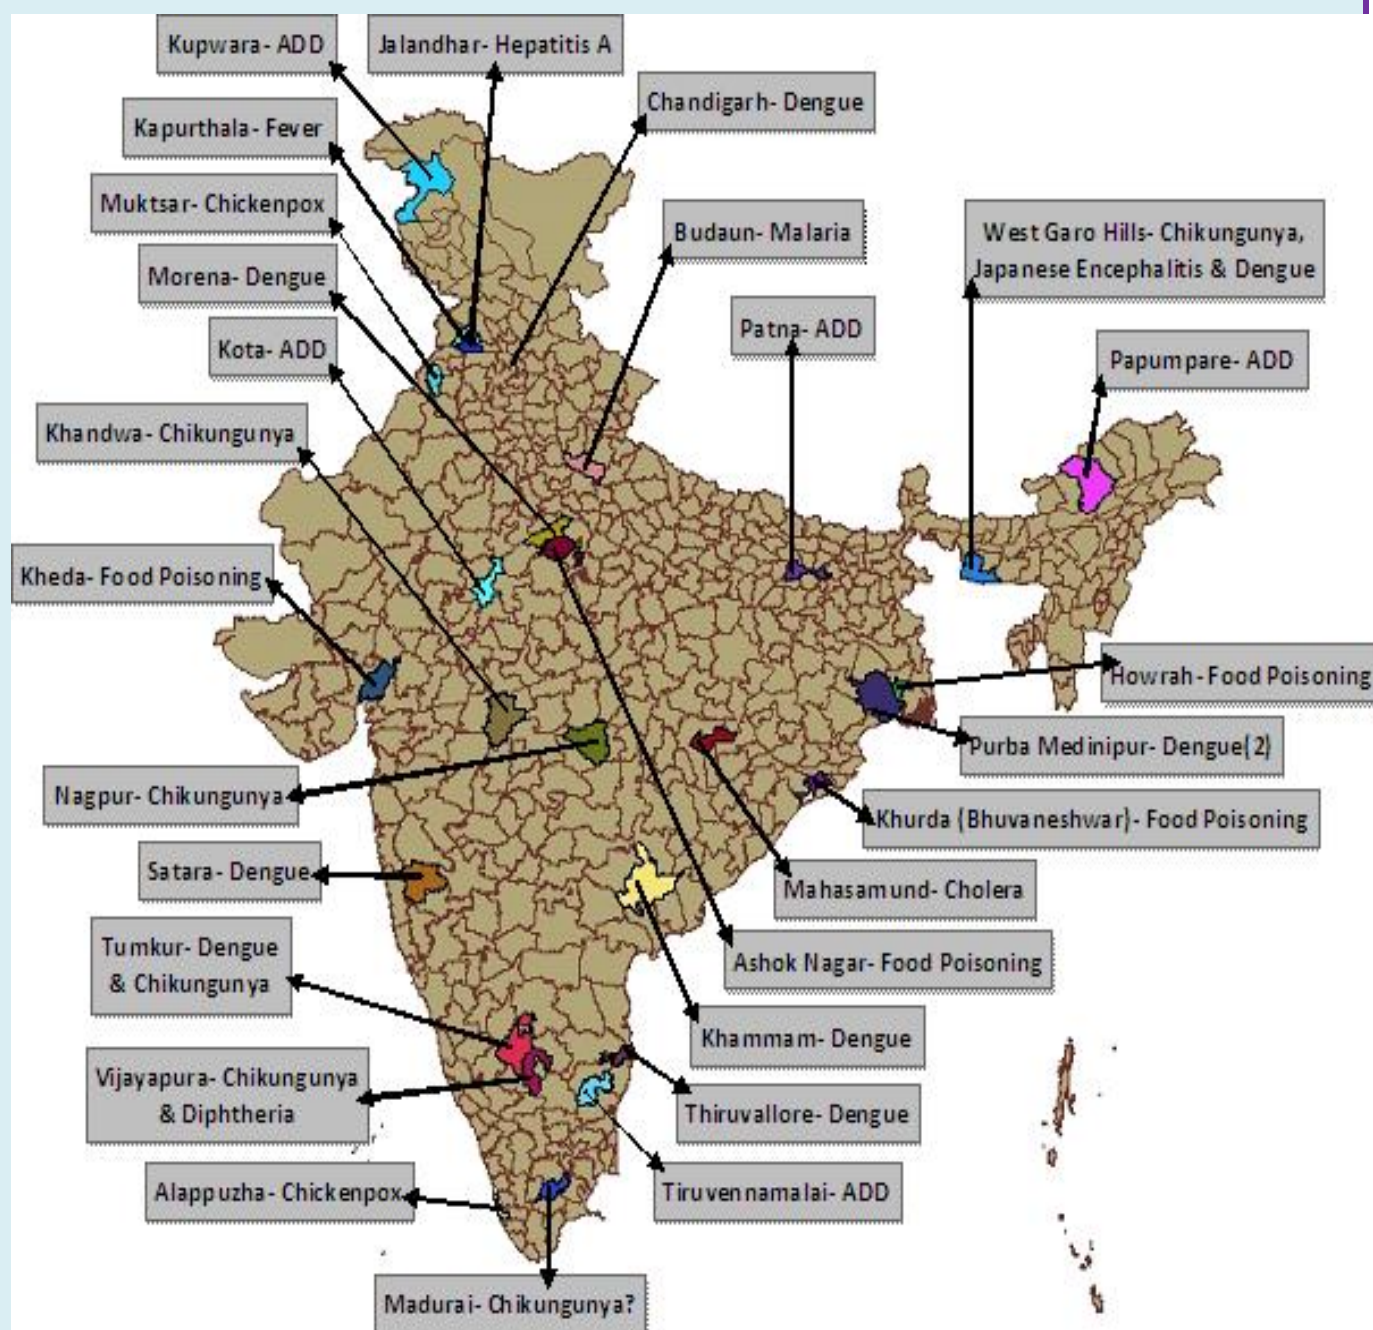 Kupwara- ADD
Jalandhar- Hepatitis A
Chandigarh- Dengue
Kapurthala- Fever
Muktsar- Chickenpox
Budaun- Malaria
West Garo Hills- Chikungunya,
Japanese Encephalitis & Dengue
Morena- Dengue
Patna- ADD
Kota- ADD
Papumpare- ADD
Khandwa- Chikungunya
Kheda- Food Poisoning
Howrah- Food Poisoning
Purba Medinipur- Dengue(2)
Nagpur- Chikungunya
Khurda (Bhuvaneshwar)- Food Poisoning
Satara- Dengue
Mahasamund- Cholera
Tumkur- Dengue
& Chikungunya
Ashok Nagar- Food Poisoning
Khammam- Dengue
Vijayapura- Chikungunya
& Diphtheria
Thiruvallore- Dengue
Alappuzha- Chickenpox
Tiruvennamalai- ADD
Madurai- Chikungunya?